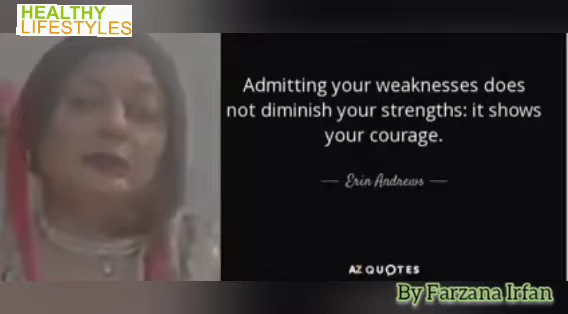 HEALTHY
LIFESTYLES
Admitting your weaknesses does
not diminish your strengths: it shows
your courage.
— Erin Andrews —
AZ QUOTES
By Farzana Irfan